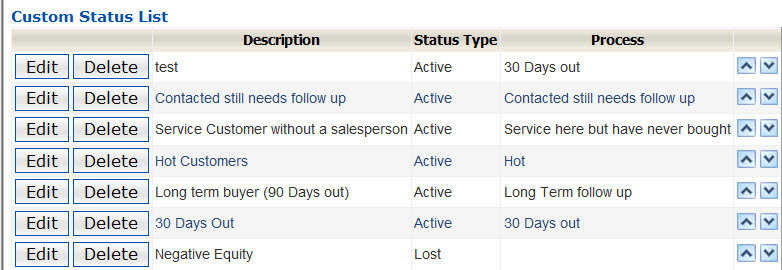 Custom Status List
Description Status Type Process
Edit Delete test Active 30 Days out
Edit Delete Contacted still needs follow up Active Contacted still needs follow up
Edit Delete Service Customer without a salesperson Active Service here but have never bought
Edit Delete Hot Customers Active Hot
Edit Delete Long term buyer (90 Days out) Active Long Term follow up
Edit Delete 30 Days Out Active 30 Days out
Edit Delete Negative Equity Lost